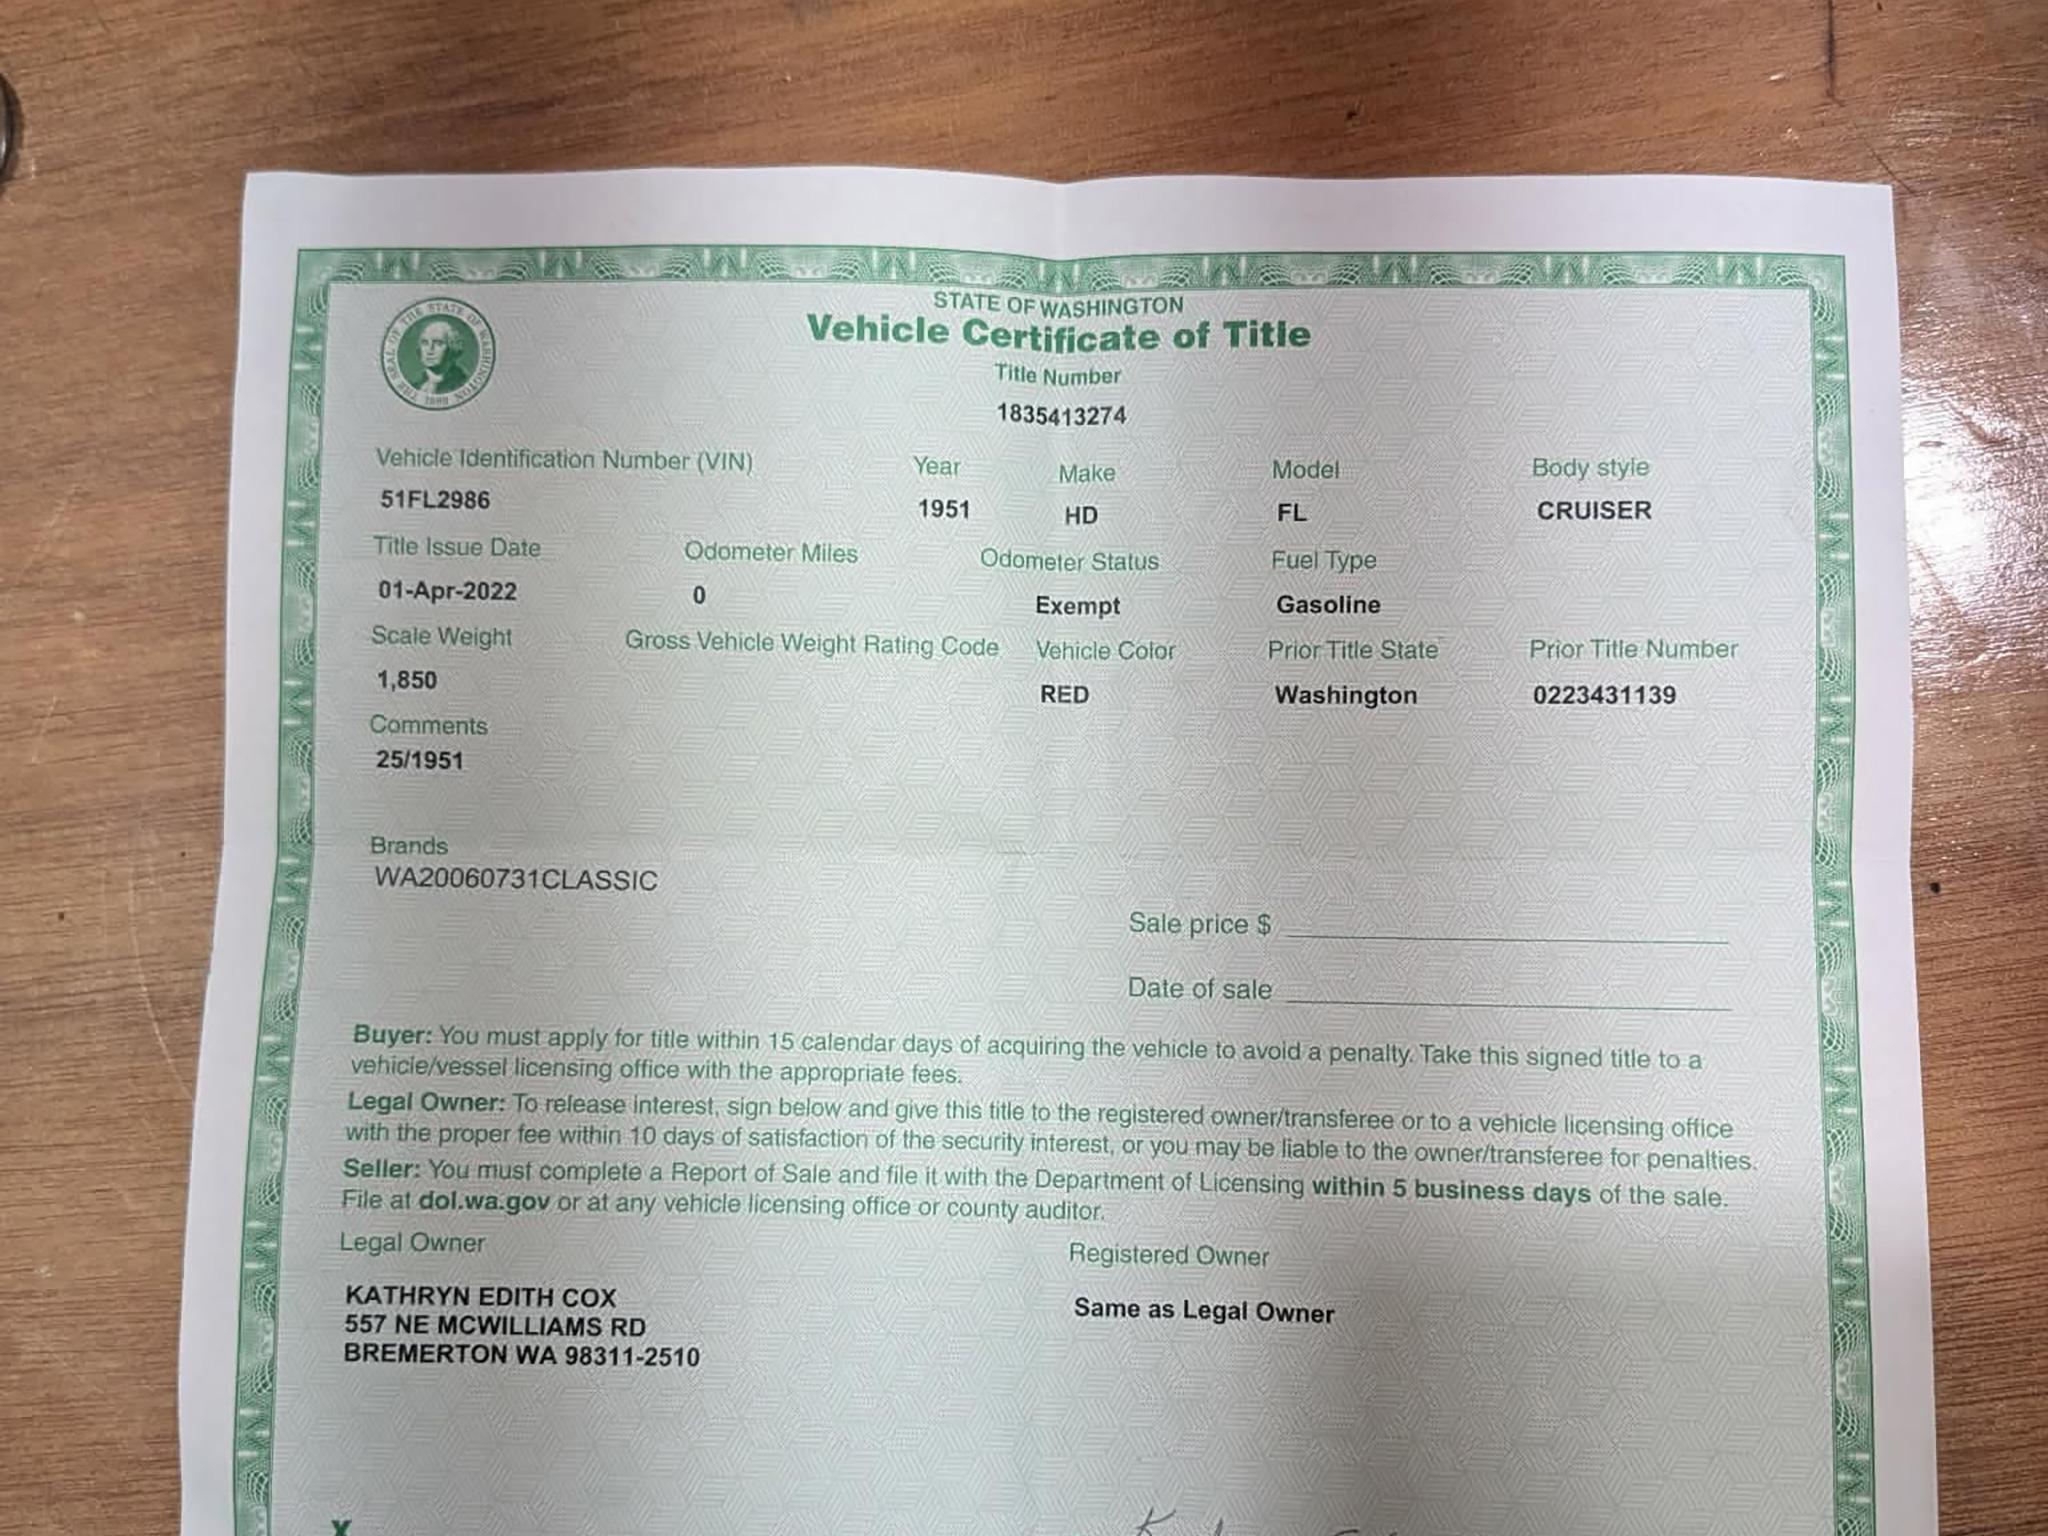 THE SEAL OF THE STATE OF WASHINGTON 1889
STATE OF WASHINGTON
Vehicle Certificate of Title
Title Number
1835413274
Vehicle Identification Number (VIN) Year Make Model Body style
51FL2986 1951 HD FL CRUISER
Title Issue Date Odometer Miles Odometer Status Fuel Type
01-Apr-2022 0 Exempt Gasoline
Scale Weight Gross Vehicle Weight Rating Code Vehicle Color Prior Title State Prior Title Number
1,850 RED Washington 0223431139
Comments
25/1951
Brands
WA20060731CLASSIC
Sale price $
Date of sale
Buyer: You must apply for title within 15 calendar days of acquiring the vehicle to avoid a penalty. Take this signed title to a
vehicle/vessel licensing office with the appropriate fees.
Legal Owner: To release interest, sign below and give this title to the registered owner/transferee or to a vehicle licensing office
with the proper fee within 10 days of satisfaction of the security interest, or you may be liable to the owner/transferee for penalties.
Seller: You must complete a Report of Sale and file it with the Department of Licensing within 5 business days of the sale.
File at dol.wa.gov or at any vehicle licensing office or county auditor.
Legal Owner Registered Owner
KATHRYN EDITH COX Same as Legal Owner
557 NE MCWILLIAMS RD
BREMERTON WA 98311-2510
X